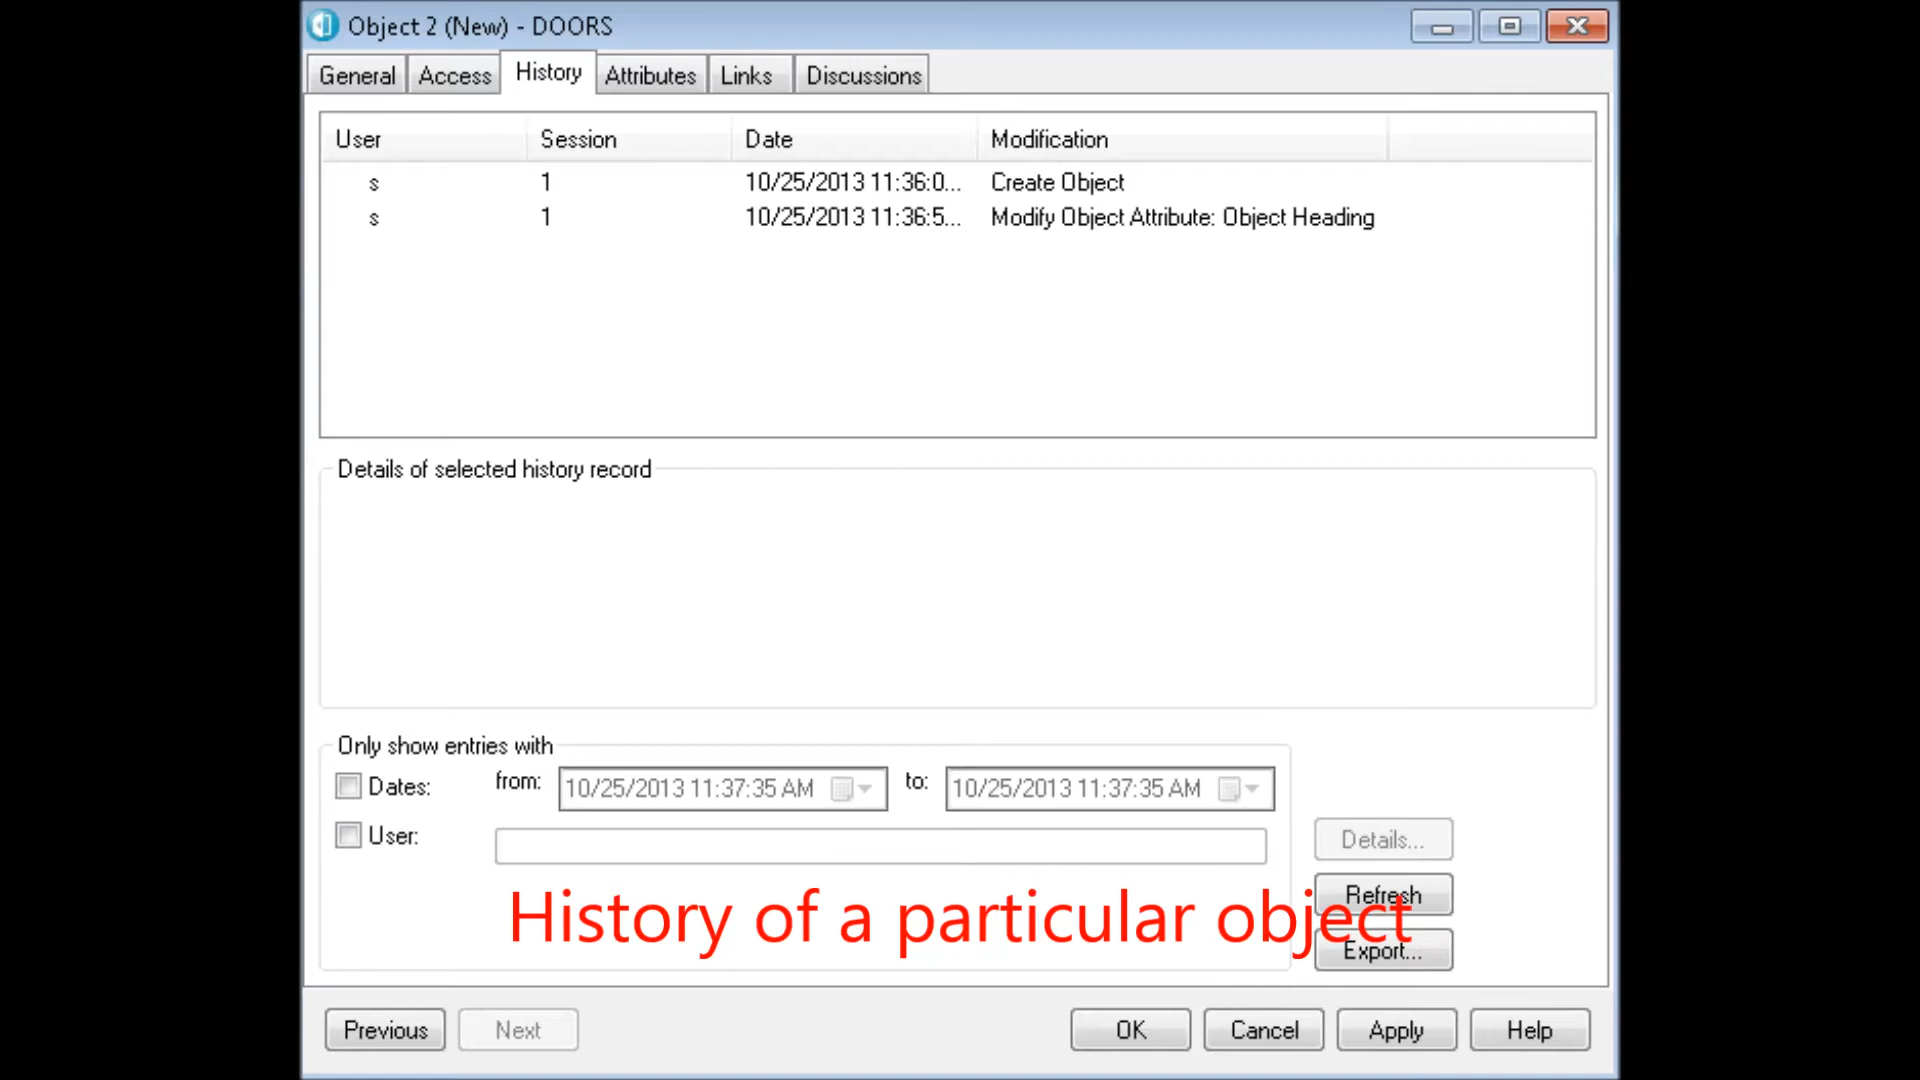 Object 2 (New) - DOORS
General Access History Attributes Links Discussions
User Session Date Modification
s 1 10/25/2013 11:36:0... Create Object
s 1 10/25/2013 11:36:5... Modify Object Attribute: Object Heading
Details of selected history record
Only show entries with
Dates: from: 10/25/2013 11:37:35 AM to: 10/25/2013 11:37:35 AM
User:
Details...
Refresh
History of a particular object
Export...
Previous Next OK Cancel Apply Help